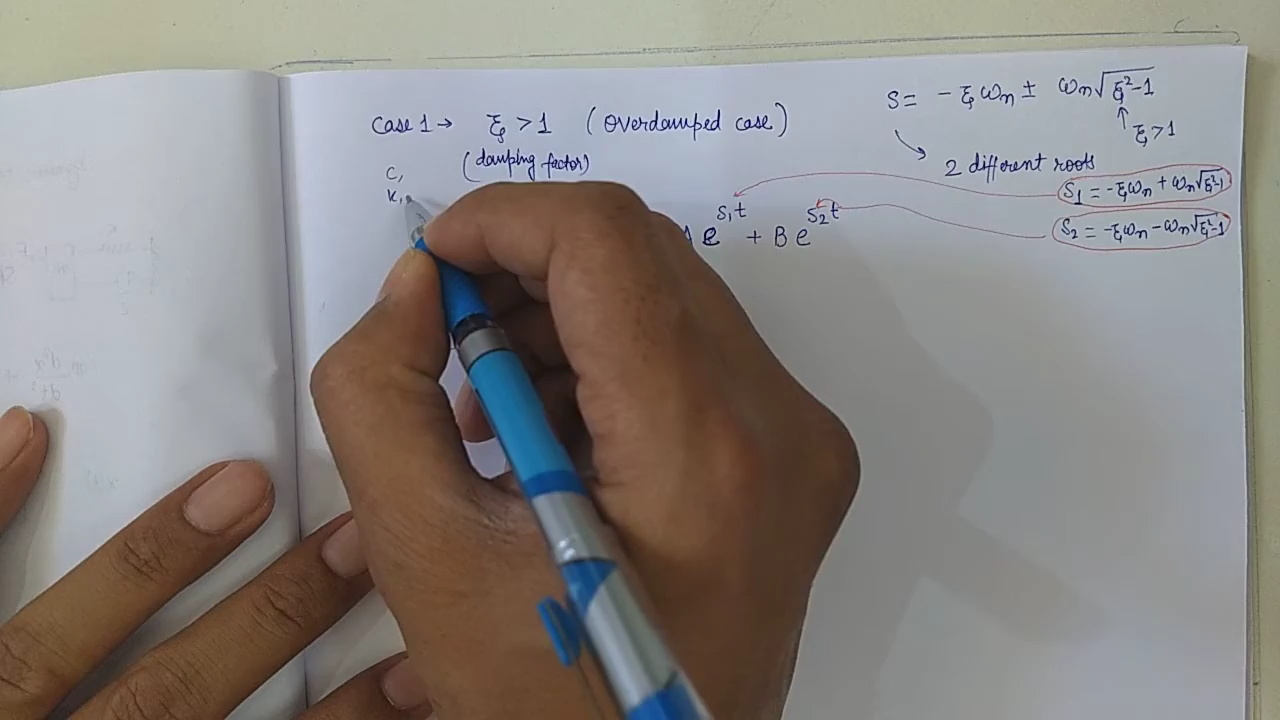 Case 1 → ξ > 1 (Overdamped case)
(damping factor)
C,
K,
A e^{S₁t} + B e^{S₂t}
S = - ξ ωn ± ωn √(ξ²-1)
↑ ξ>1
2 different roots
S₁ = -ξωn + ωn√(ξ²-1)
S₂ = -ξωn - ωn√(ξ²-1)